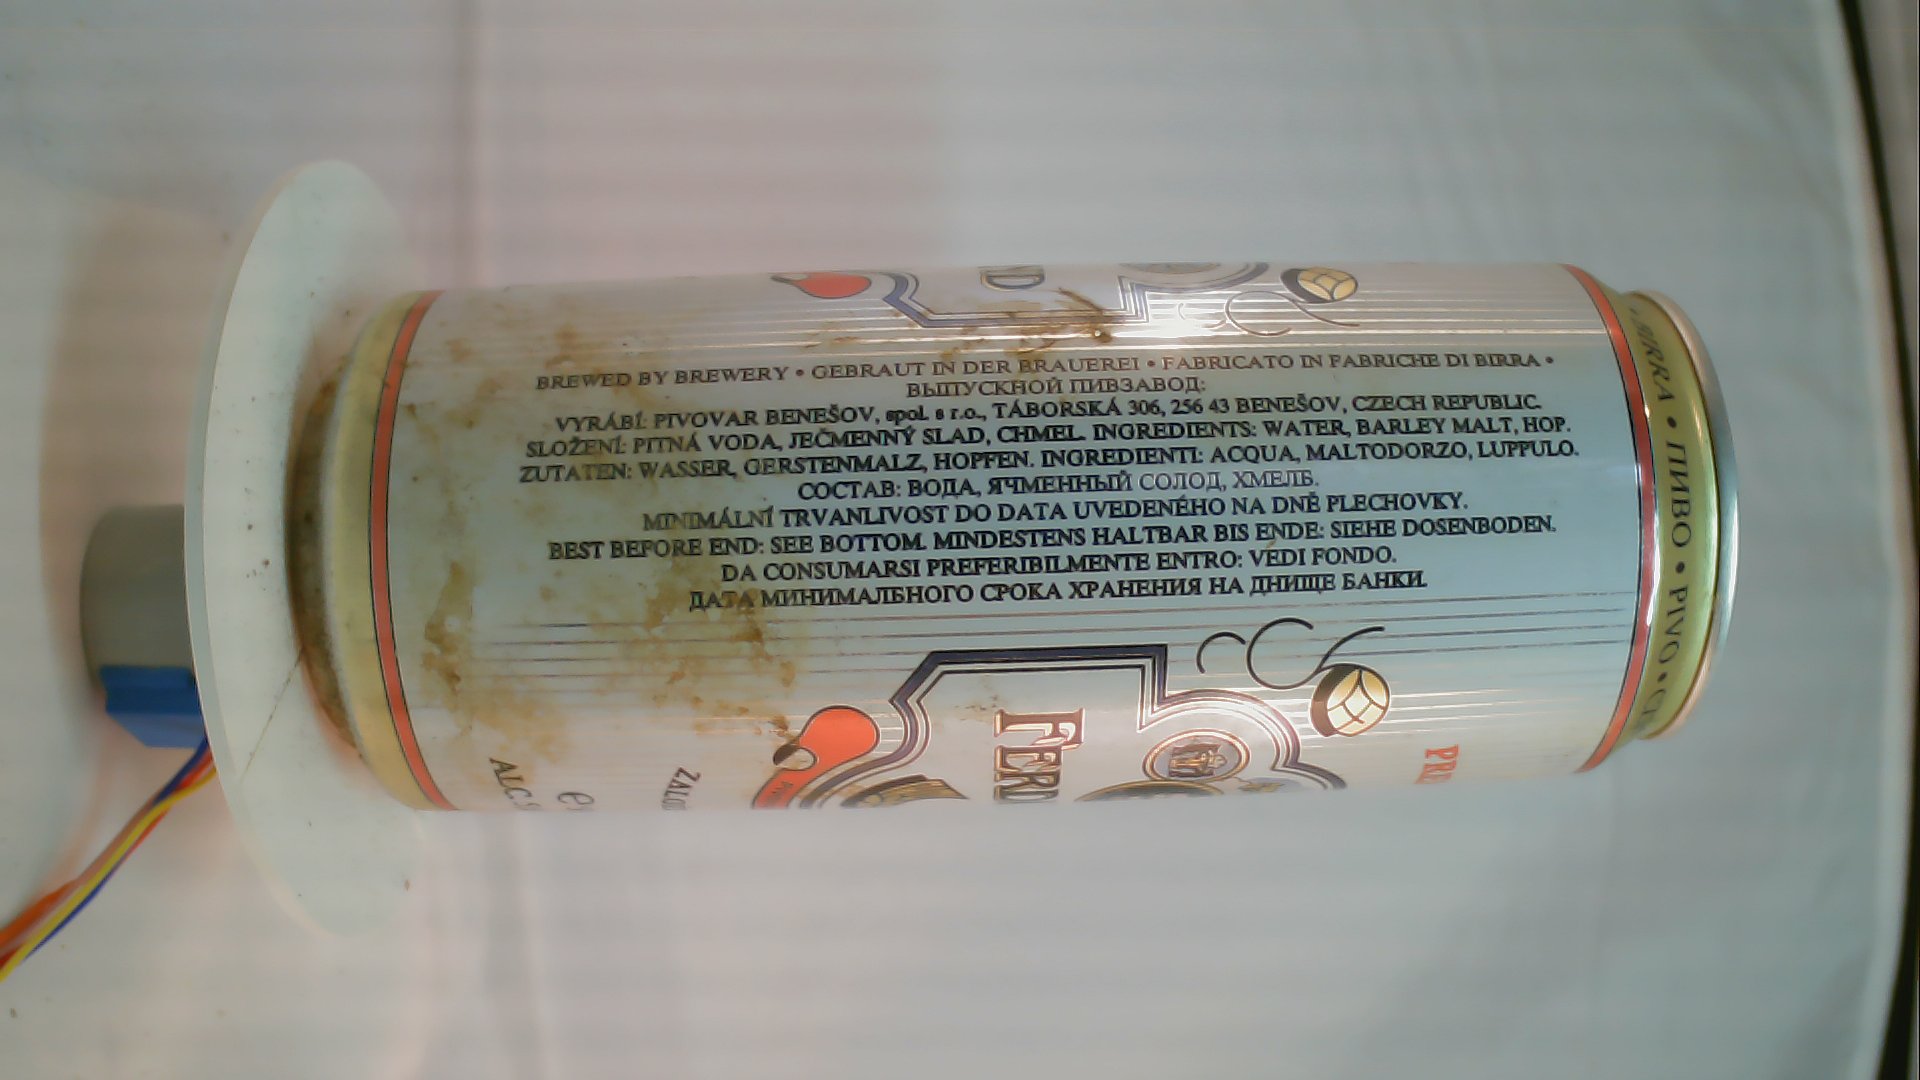 BREWED BY BREWERY • GEBRAUT IN DER BRAUEREI • FABRICATO IN FABRICHE DI BIRRA •
ВЫПУСКНОЙ ПИВЗАВОД:
VYRÁBÍ: PIVOVAR BENEŠOV, spol. s r.o., TÁBORSKÁ 306, 256 43 BENEŠOV, CZECH REPUBLIC.
SLOŽENÍ: PITNÁ VODA, JEČMENNÝ SLAD, CHMEL. INGREDIENTS: WATER, BARLEY MALT, HOP.
ZUTATEN: WASSER, GERSTENMALZ, HOPFEN. INGREDIENTI: ACQUA, MALTODORZO, LUPPULO.
СОСТАВ: ВОДА, ЯЧМЕННЫЙ СОЛОД, ХМЕЛБ.
MINIMÁLNÍ TRVANLIVOST DO DATA UVEDENÉHO NA DNĚ PLECHOVKY.
BEST BEFORE END: SEE BOTTOM. MINDESTENS HALTBAR BIS ENDE: SIEHE DOSENBODEN.
DA CONSUMARSI PREFERIBILMENTE ENTRO: VEDI FONDO.
ДАТА МИНИМАЛБНОГО СРОКА ХРАНЕНИЯ НА ДНИЩЕ БАНКИ.
BIRRA • ПИВО • PIVO •
FERD
ALC.